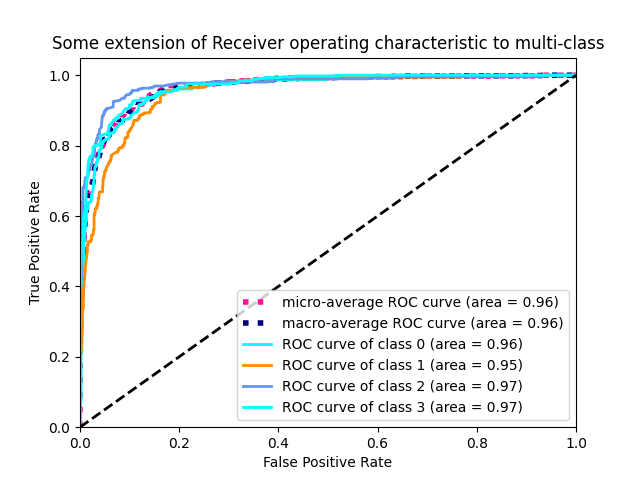 Some extension of Receiver operating characteristic to multi-class
1.0
0.8
0.6
0.4
0.2
0.0
True Positive Rate
micro-average ROC curve (area = 0.96)
macro-average ROC curve (area = 0.96)
ROC curve of class 0 (area = 0.96)
ROC curve of class 1 (area = 0.95)
ROC curve of class 2 (area = 0.97)
ROC curve of class 3 (area = 0.97)
0.0 0.2 0.4 0.6 0.8 1.0
False Positive Rate